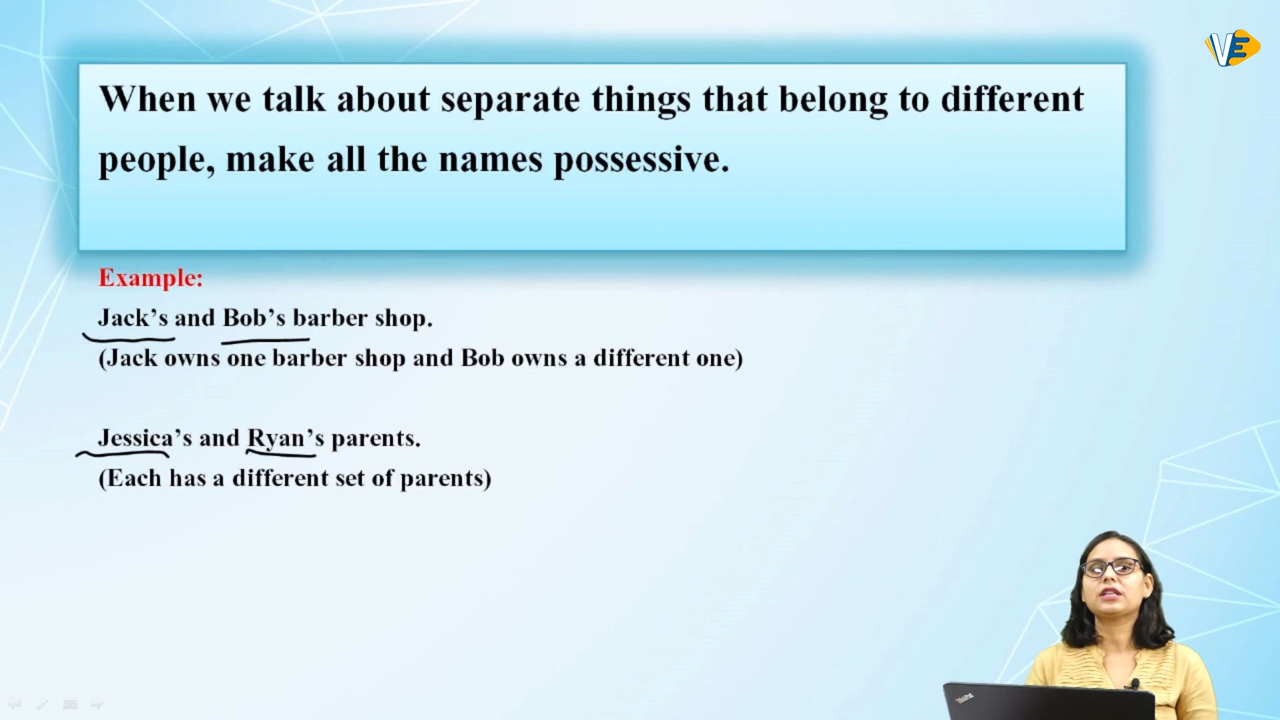 VE
When we talk about separate things that belong to different
people, make all the names possessive.
Example:
Jack’s and Bob’s barber shop.
(Jack owns one barber shop and Bob owns a different one)
Jessica’s and Ryan’s parents.
(Each has a different set of parents)
ThinkPad